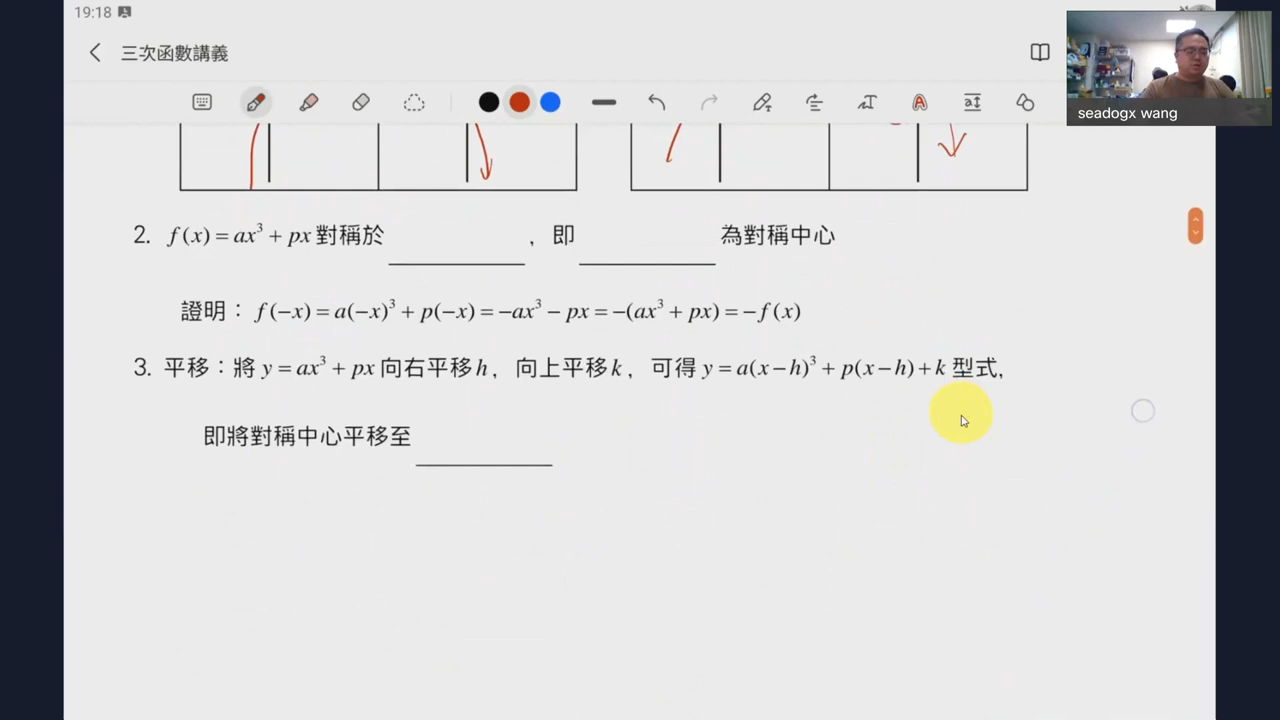 19:18
三次函數講義
seadogx wang
2. f(x) = ax³ + px 對稱於 ________ ，即 ________ 為對稱中心
證明：f(−x) = a(−x)³ + p(−x) = −ax³ − px = −(ax³ + px) = −f(x)
3. 平移：將 y = ax³ + px 向右平移 h，向上平移 k，可得 y = a(x−h)³ + p(x−h) + k 型式,
即將對稱中心平移至 ________